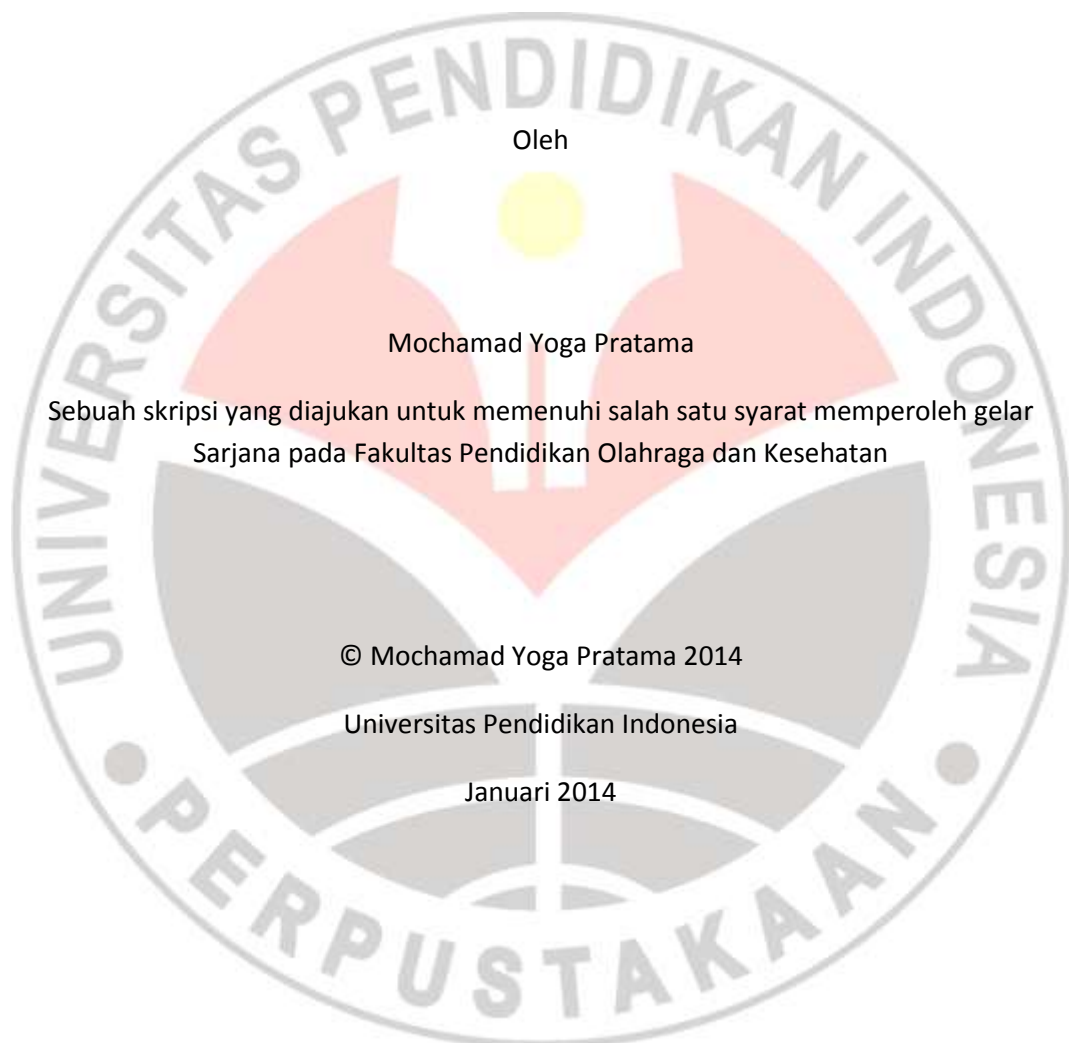 UNIVERSITAS PENDIDIKAN INDONESIA
Oleh
Mochamad Yoga Pratama
Sebuah skripsi yang diajukan untuk memenuhi salah satu syarat memperoleh gelar
Sarjana pada Fakultas Pendidikan Olahraga dan Kesehatan
© Mochamad Yoga Pratama 2014
Universitas Pendidikan Indonesia
Januari 2014
PERPUSTAKAAN